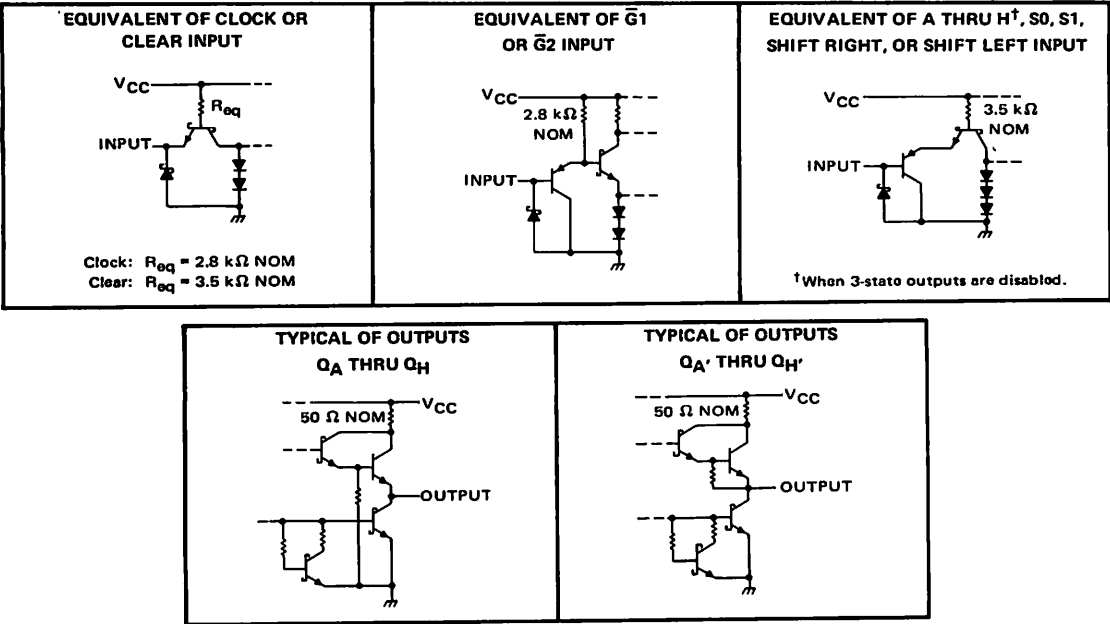 EQUIVALENT OF CLOCK OR
CLEAR INPUT
VCC
Req
INPUT
Clock: Req = 2.8 kΩ NOM
Clear: Req = 3.5 kΩ NOM
EQUIVALENT OF G̅1
OR G̅2 INPUT
VCC
2.8 kΩ
NOM
INPUT
EQUIVALENT OF A THRU H†, S0, S1,
SHIFT RIGHT, OR SHIFT LEFT INPUT
VCC
3.5 kΩ
NOM
INPUT
†When 3-state outputs are disabled.
TYPICAL OF OUTPUTS
QA THRU QH
VCC
50 Ω NOM
OUTPUT
TYPICAL OF OUTPUTS
QA' THRU QH'
VCC
50 Ω NOM
OUTPUT